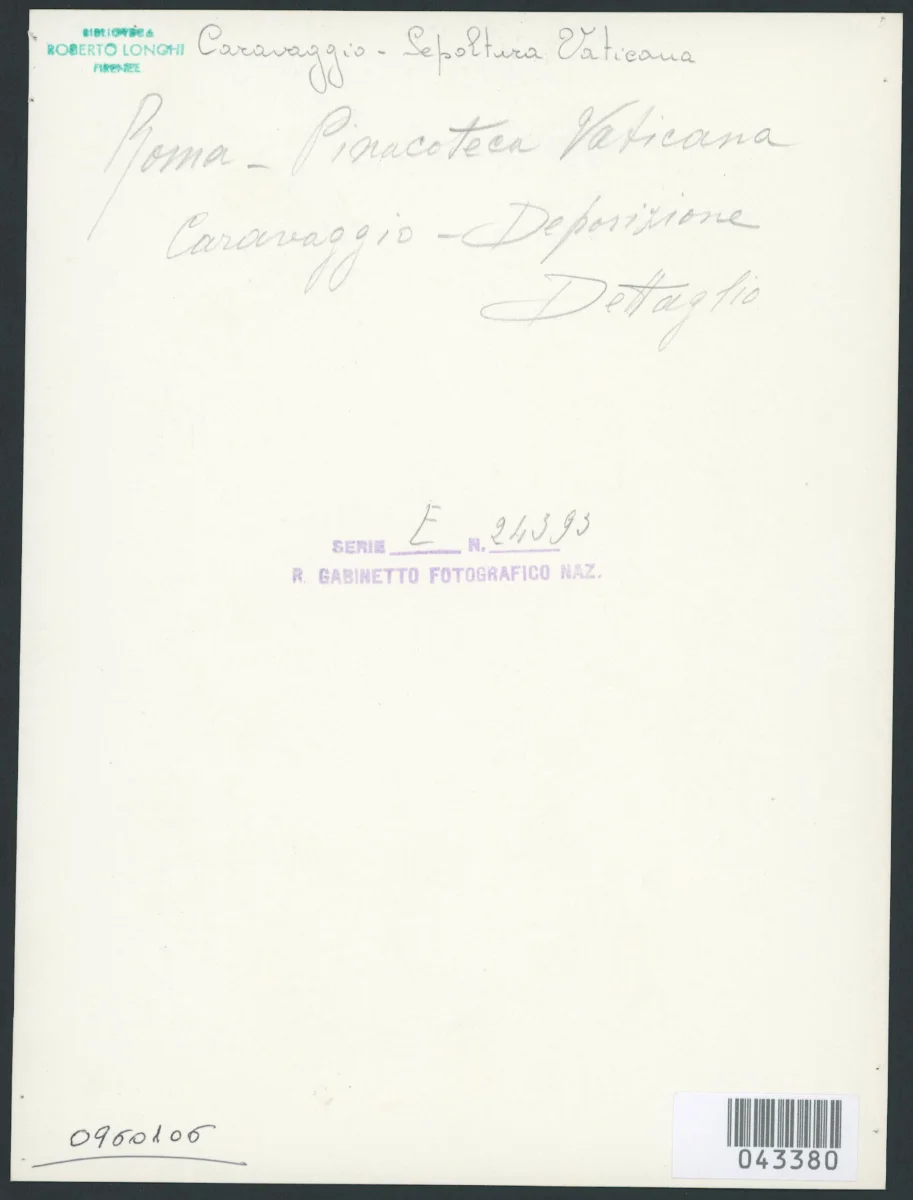 BIBLIOTECA
ROBERTO LONGHI
FIRENZE
Caravaggio - Sepoltura Vaticana
Roma - Pinacoteca Vaticana
Caravaggio - Deposizione
Dettaglio
SERIE E N. 24393
R. GABINETTO FOTOGRAFICO NAZ.
0960106
043380